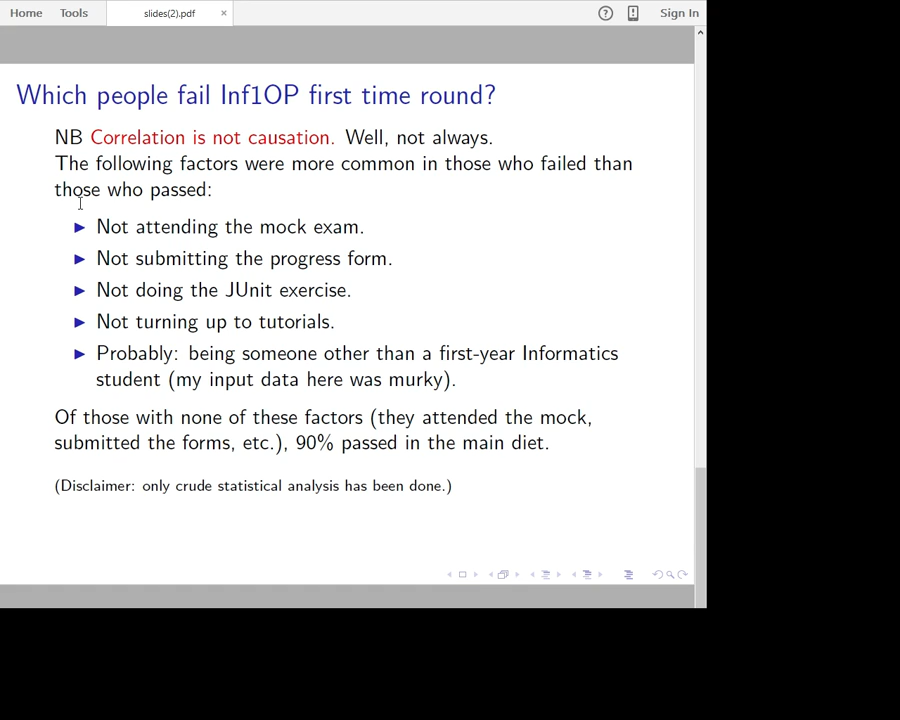 Home Tools slides(2).pdf × ? Sign In
Which people fail Inf1OP first time round?
NB Correlation is not causation. Well, not always.
The following factors were more common in those who failed than
those who passed:
Not attending the mock exam.
Not submitting the progress form.
Not doing the JUnit exercise.
Not turning up to tutorials.
Probably: being someone other than a first-year Informatics
student (my input data here was murky).
Of those with none of these factors (they attended the mock,
submitted the forms, etc.), 90% passed in the main diet.
(Disclaimer: only crude statistical analysis has been done.)